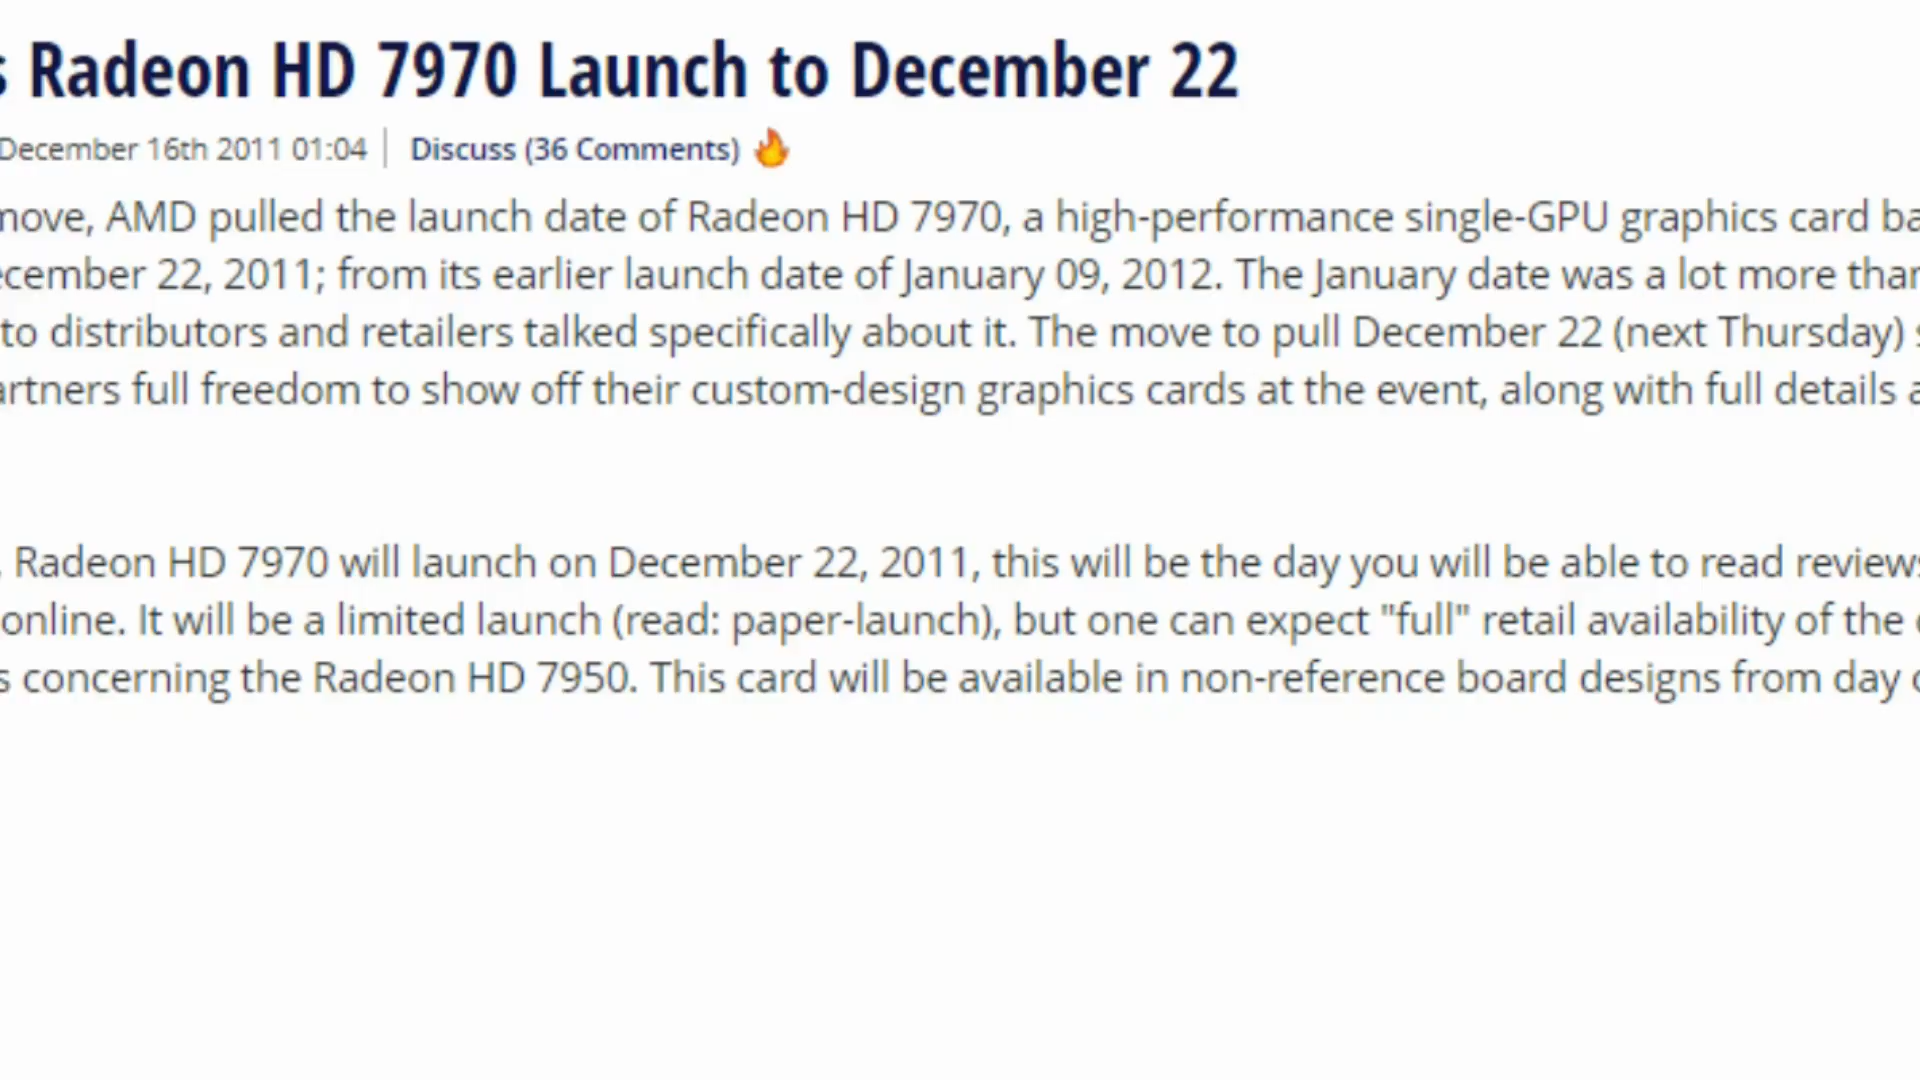 s Radeon HD 7970 Launch to December 22
December 16th 2011 01:04 Discuss (36 Comments)
move, AMD pulled the launch date of Radeon HD 7970, a high-performance single-GPU graphics card ba
ecember 22, 2011; from its earlier launch date of January 09, 2012. The January date was a lot more than
to distributors and retailers talked specifically about it. The move to pull December 22 (next Thursday) s
artners full freedom to show off their custom-design graphics cards at the event, along with full details a
, Radeon HD 7970 will launch on December 22, 2011, this will be the day you will be able to read reviews
online. It will be a limited launch (read: paper-launch), but one can expect "full" retail availability of the
s concerning the Radeon HD 7950. This card will be available in non-reference board designs from day